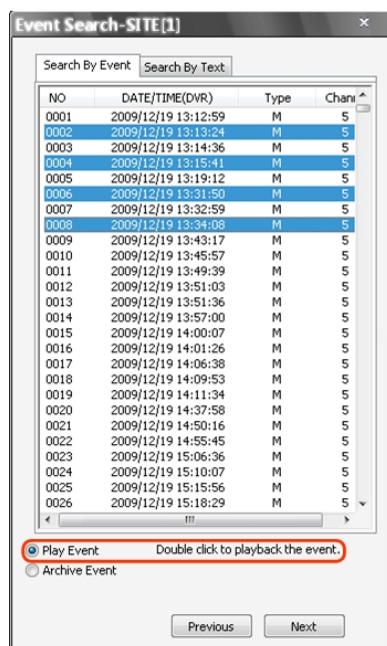 Event Search-SITE[1] ×
Search By Event Search By Text
NO DATE/TIME(DVR) Type Chann
0001 2009/12/19 13:12:59 M 5
0002 2009/12/19 13:13:24 M 5
0003 2009/12/19 13:14:36 M 5
0004 2009/12/19 13:15:41 M 5
0005 2009/12/19 13:19:12 M 5
0006 2009/12/19 13:31:50 M 5
0007 2009/12/19 13:32:59 M 5
0008 2009/12/19 13:34:08 M 5
0009 2009/12/19 13:43:17 M 5
0010 2009/12/19 13:45:57 M 5
0011 2009/12/19 13:49:39 M 5
0012 2009/12/19 13:51:03 M 5
0013 2009/12/19 13:51:36 M 5
0014 2009/12/19 13:57:00 M 5
0015 2009/12/19 14:00:07 M 5
0016 2009/12/19 14:01:26 M 5
0017 2009/12/19 14:06:38 M 5
0018 2009/12/19 14:09:53 M 5
0019 2009/12/19 14:11:34 M 5
0020 2009/12/19 14:37:58 M 5
0021 2009/12/19 14:50:16 M 5
0022 2009/12/19 14:55:45 M 5
0023 2009/12/19 15:06:36 M 5
0024 2009/12/19 15:10:07 M 5
0025 2009/12/19 15:15:56 M 5
0026 2009/12/19 15:18:29 M 5
Play Event Double click to playback the event.
Archive Event
Previous Next